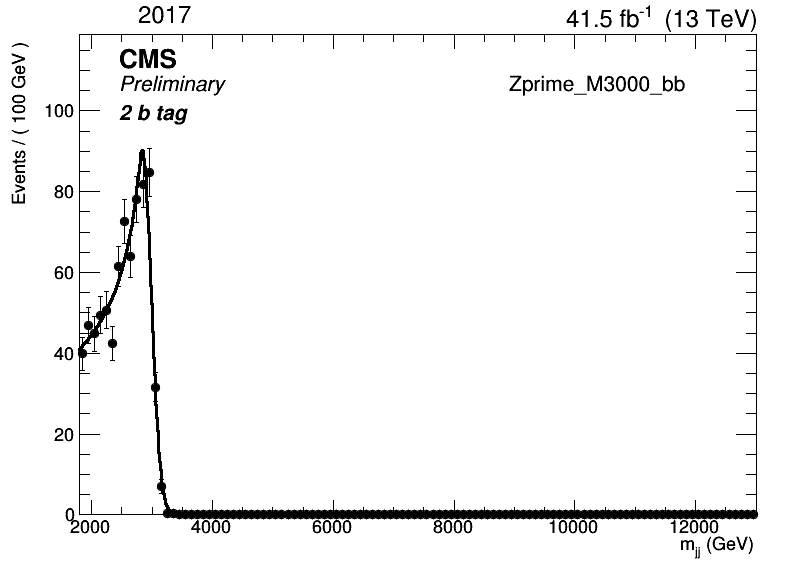 2017
41.5 fb⁻¹ (13 TeV)
CMS
Preliminary
2 b tag
Zprime_M3000_bb
Events / ( 100 GeV )
100
80
60
40
20
0
2000 4000 6000 8000 10000 12000
m_jj (GeV)